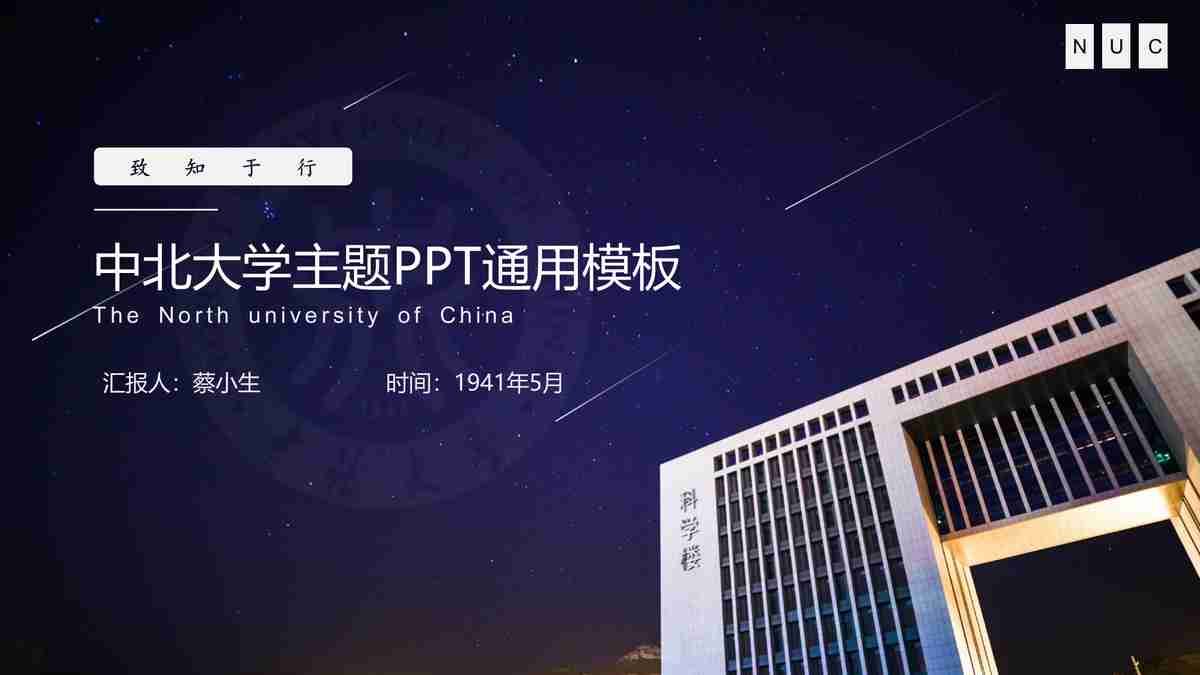 N U C
致 知 于 行
中北大学主题PPT通用模板
The North university of China
汇报人：蔡小生 时间：1941年5月
科学楼